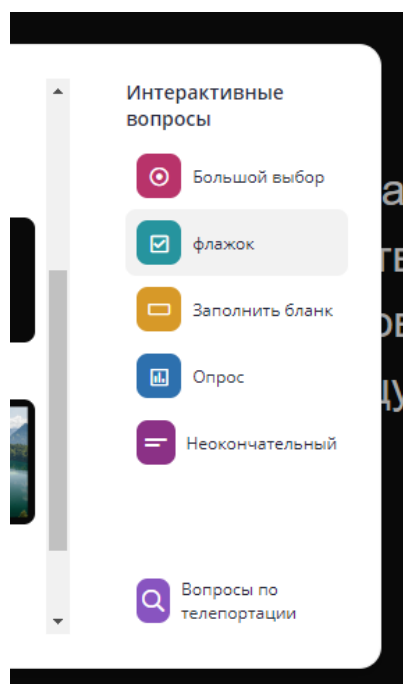 Интерактивные
вопросы
Большой выбор
флажок
Заполнить бланк
Опрос
Неокончательный
Вопросы по
телепортации